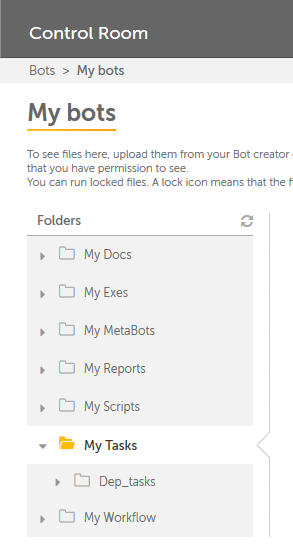 Control Room
Bots > My bots
My bots
To see files here, upload them from your Bot creator
that you have permission to see.
You can run locked files. A lock icon means that the
Folders
My Docs
My Exes
My MetaBots
My Reports
My Scripts
My Tasks
Dep_tasks
My Workflow